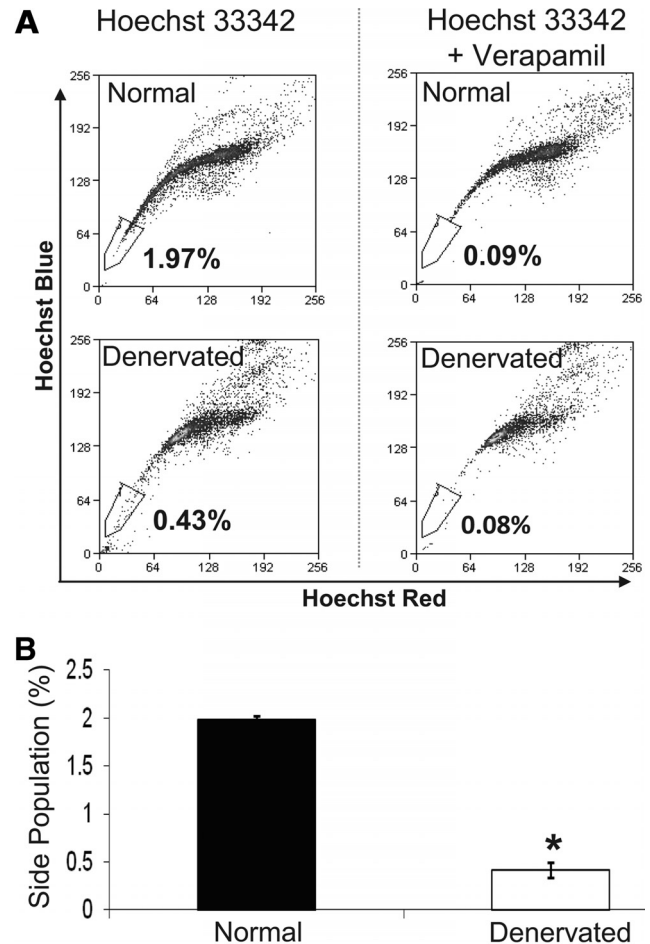 A
Hoechst 33342
Hoechst 33342
+ Verapamil
Hoechst Blue
256
192
128
64
0
Normal
1.97%
0 64 128 192 256
256
192
128
64
0
Normal
0.09%
0 64 128 192 256
256
192
128
64
0
Denervated
0.43%
0 64 128 192 256
256
192
128
64
0
Denervated
0.08%
0 64 128 192 256
Hoechst Red
B
Side Population (%)
2.5
2
1.5
1
0.5
0
*
Normal Denervated